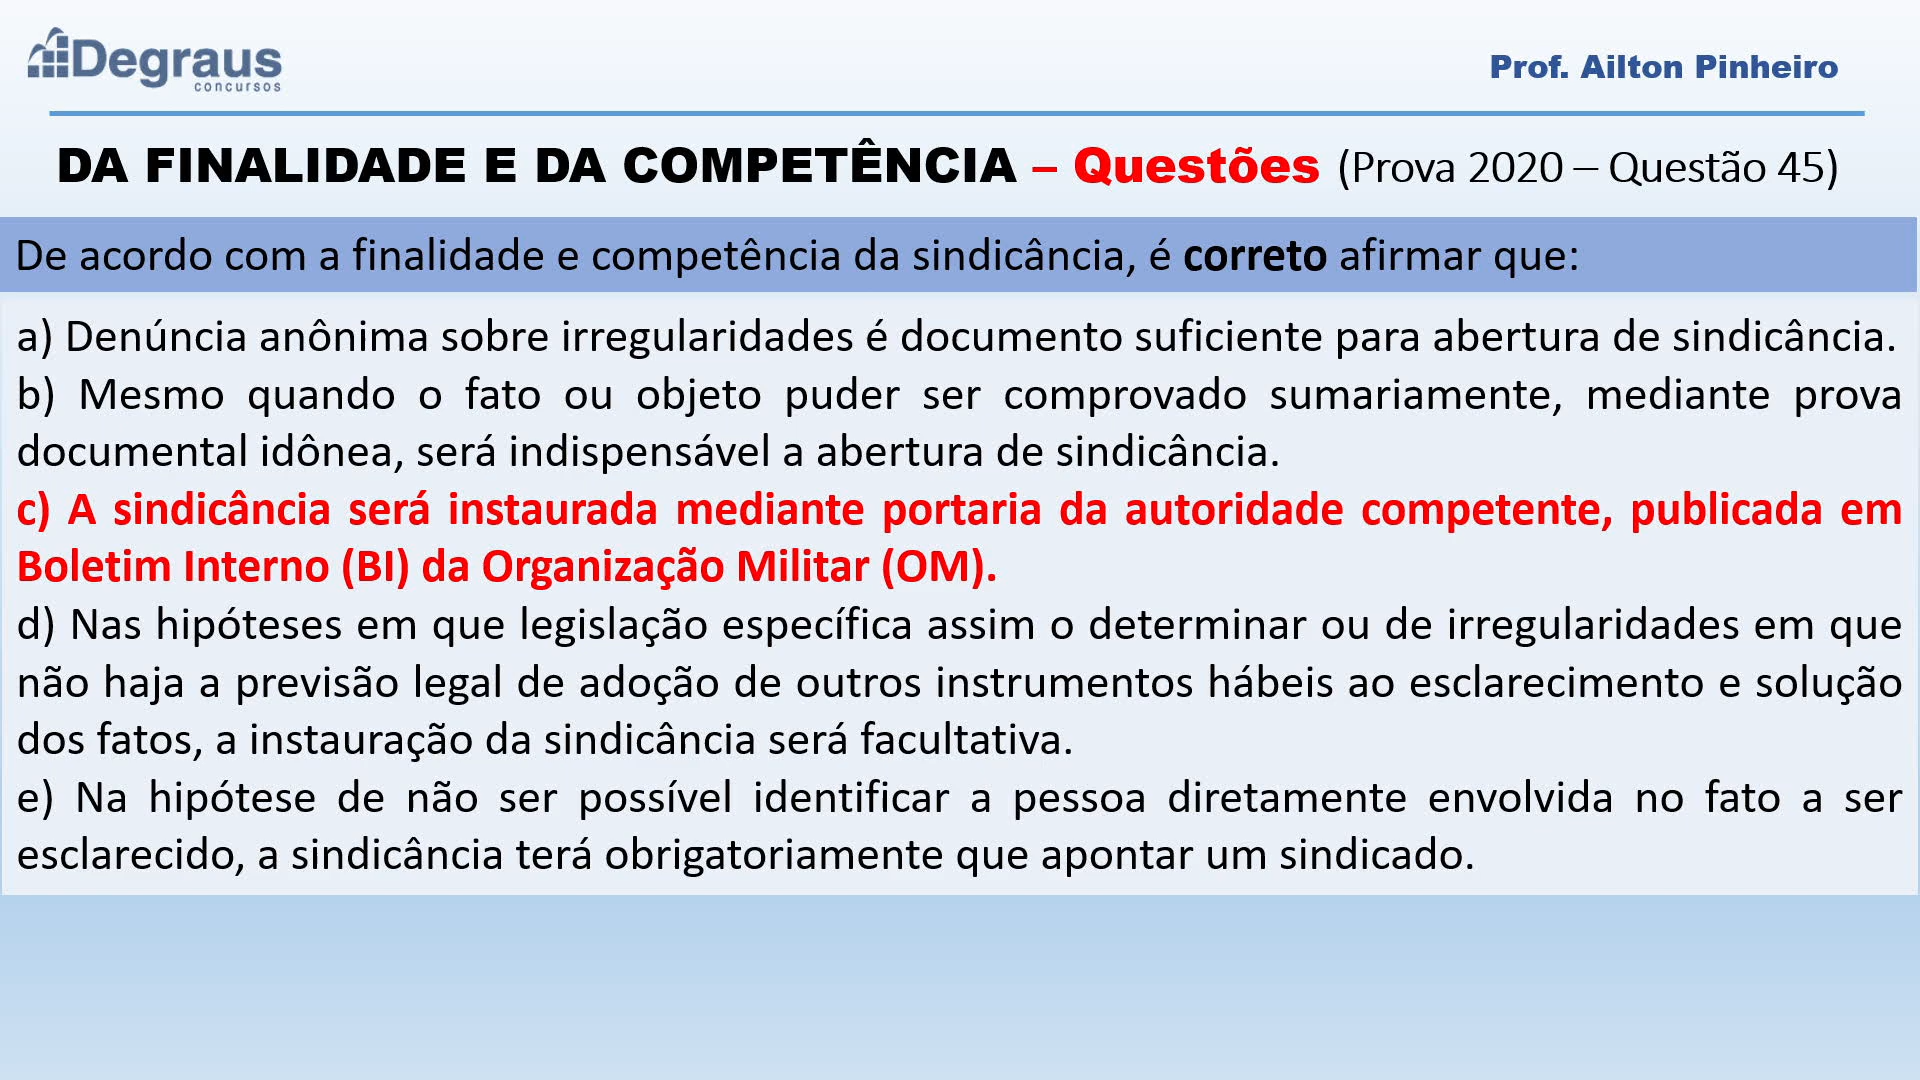 Degraus
concursos
Prof. Ailton Pinheiro
DA FINALIDADE E DA COMPETÊNCIA – Questões (Prova 2020 – Questão 45)
De acordo com a finalidade e competência da sindicância, é correto afirmar que:
a) Denúncia anônima sobre irregularidades é documento suficiente para abertura de sindicância.
b) Mesmo quando o fato ou objeto puder ser comprovado sumariamente, mediante prova
documental idônea, será indispensável a abertura de sindicância.
c) A sindicância será instaurada mediante portaria da autoridade competente, publicada em
Boletim Interno (BI) da Organização Militar (OM).
d) Nas hipóteses em que legislação específica assim o determinar ou de irregularidades em que
não haja a previsão legal de adoção de outros instrumentos hábeis ao esclarecimento e solução
dos fatos, a instauração da sindicância será facultativa.
e) Na hipótese de não ser possível identificar a pessoa diretamente envolvida no fato a ser
esclarecido, a sindicância terá obrigatoriamente que apontar um sindicado.